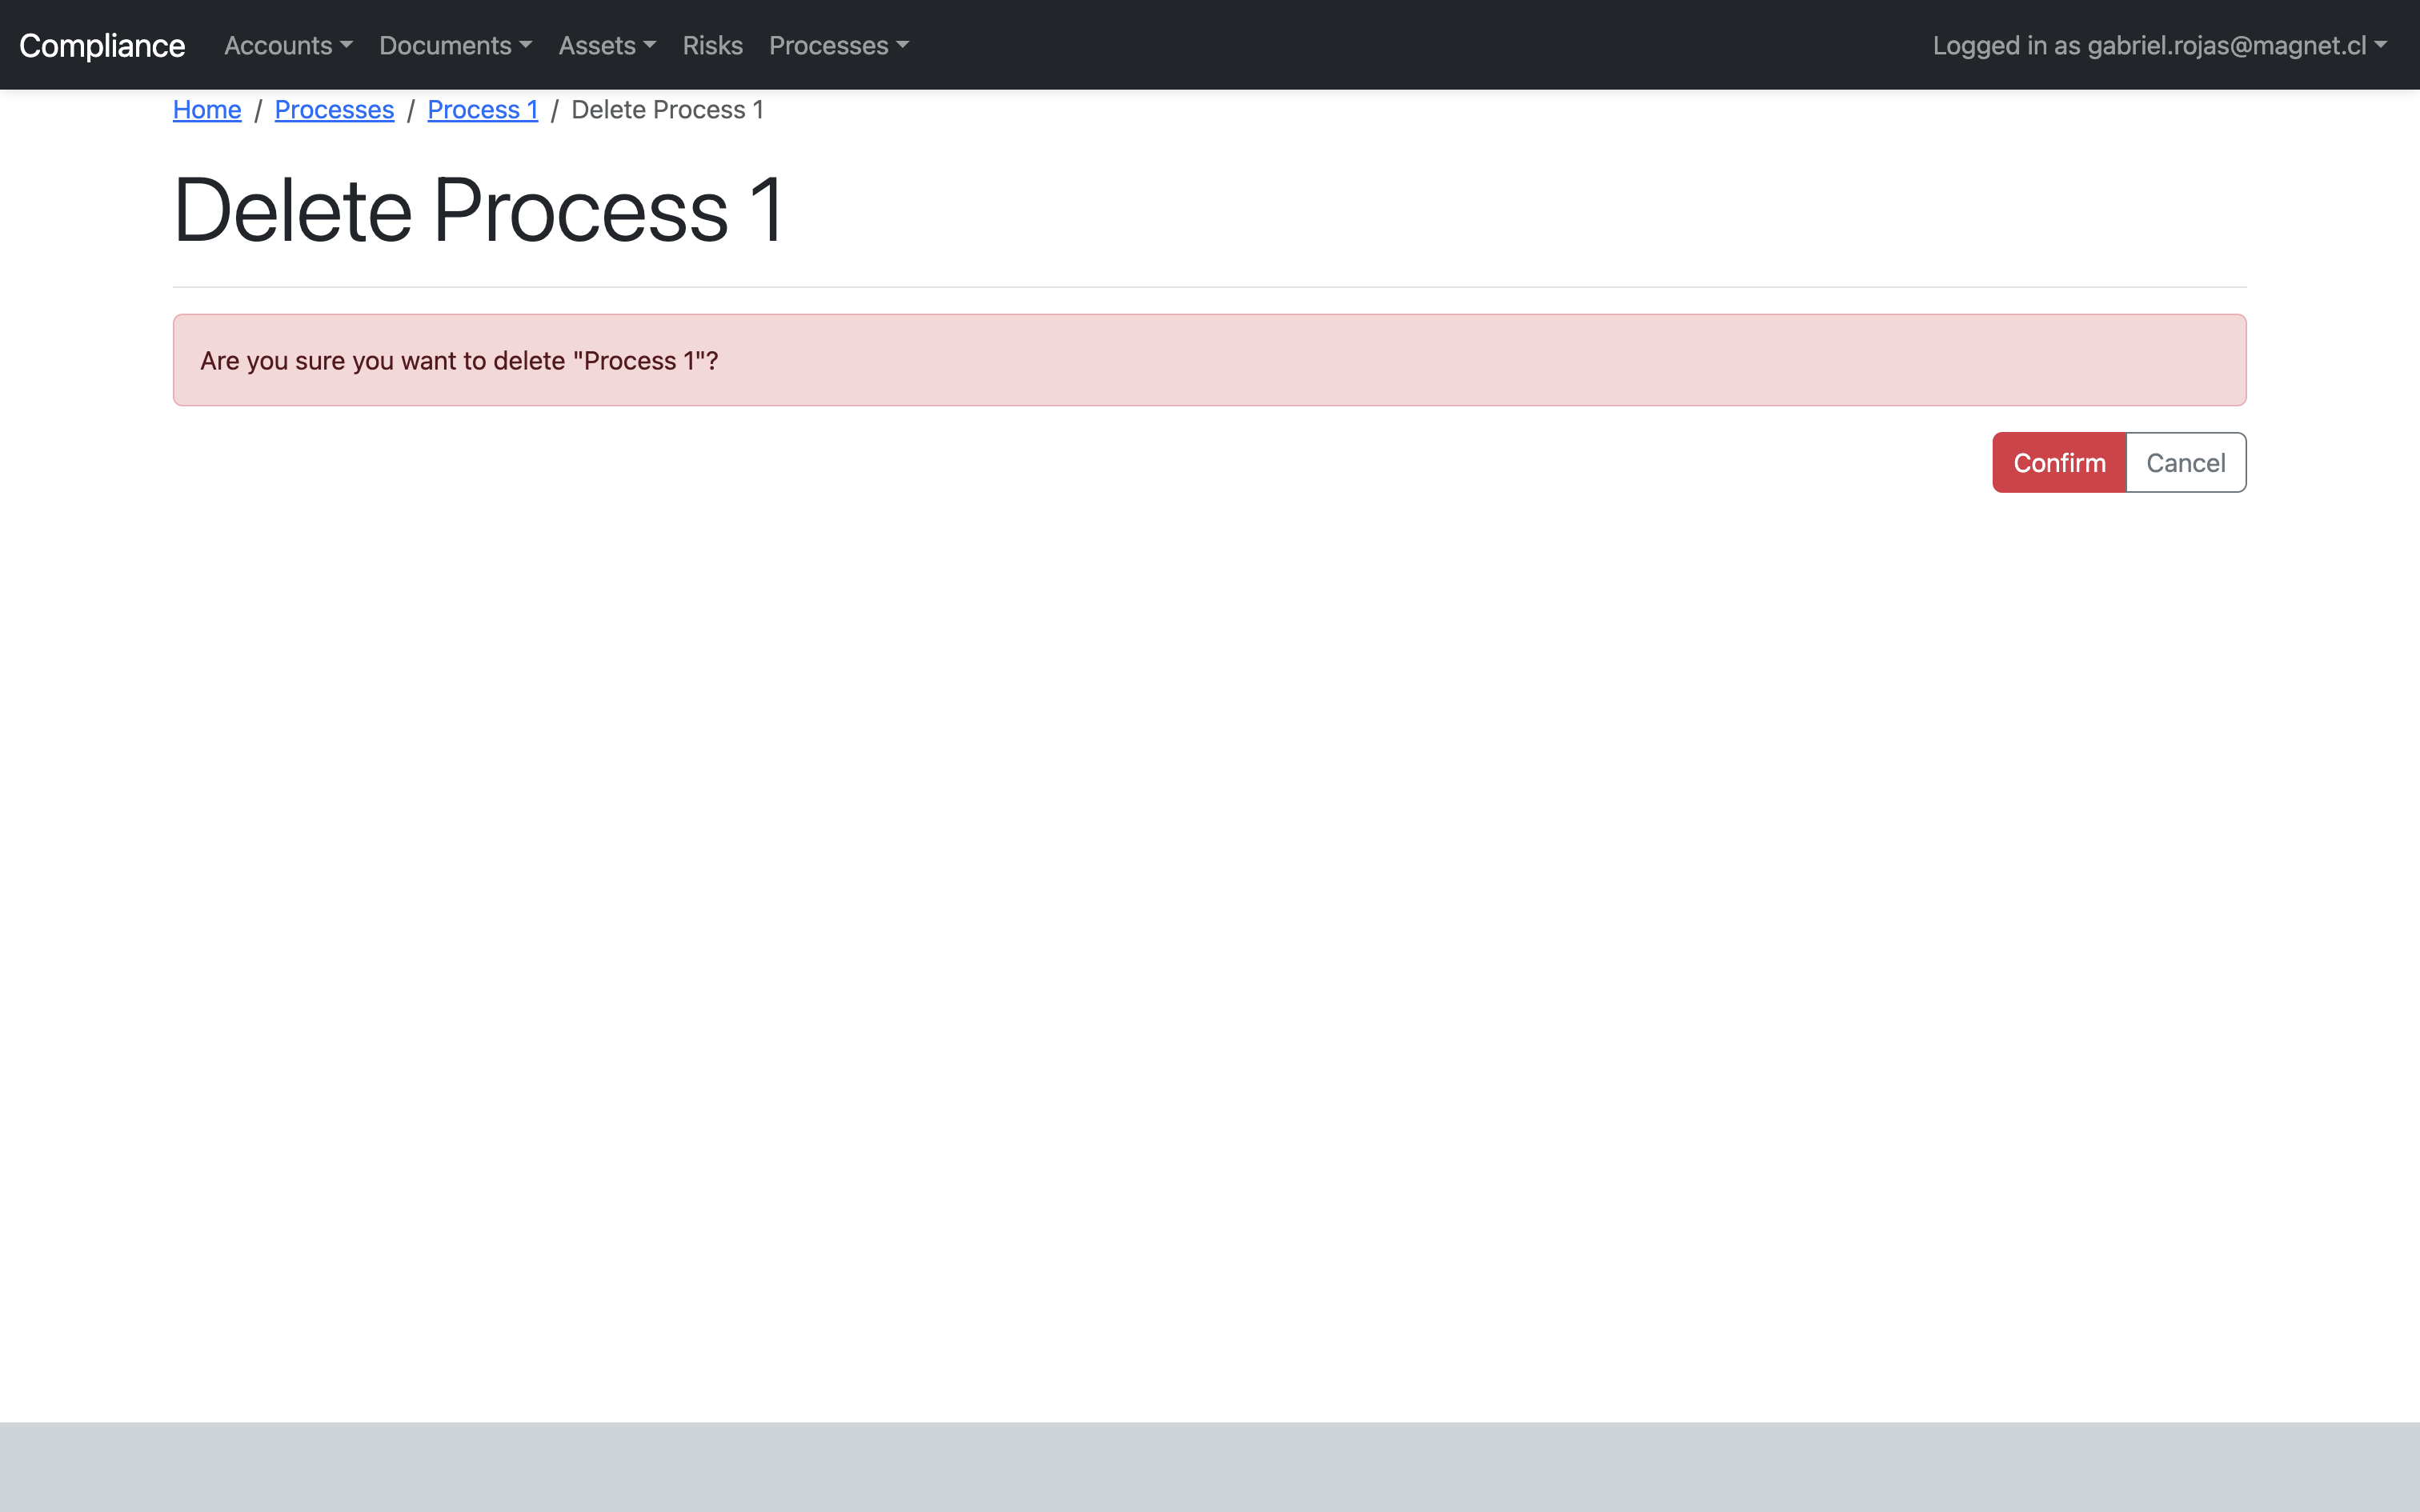 Compliance Accounts Documents Assets Risks Processes Logged in as gabriel.rojas@magnet.cl
Home / Processes / Process 1 / Delete Process 1
Delete Process 1
Are you sure you want to delete "Process 1"?
Confirm Cancel